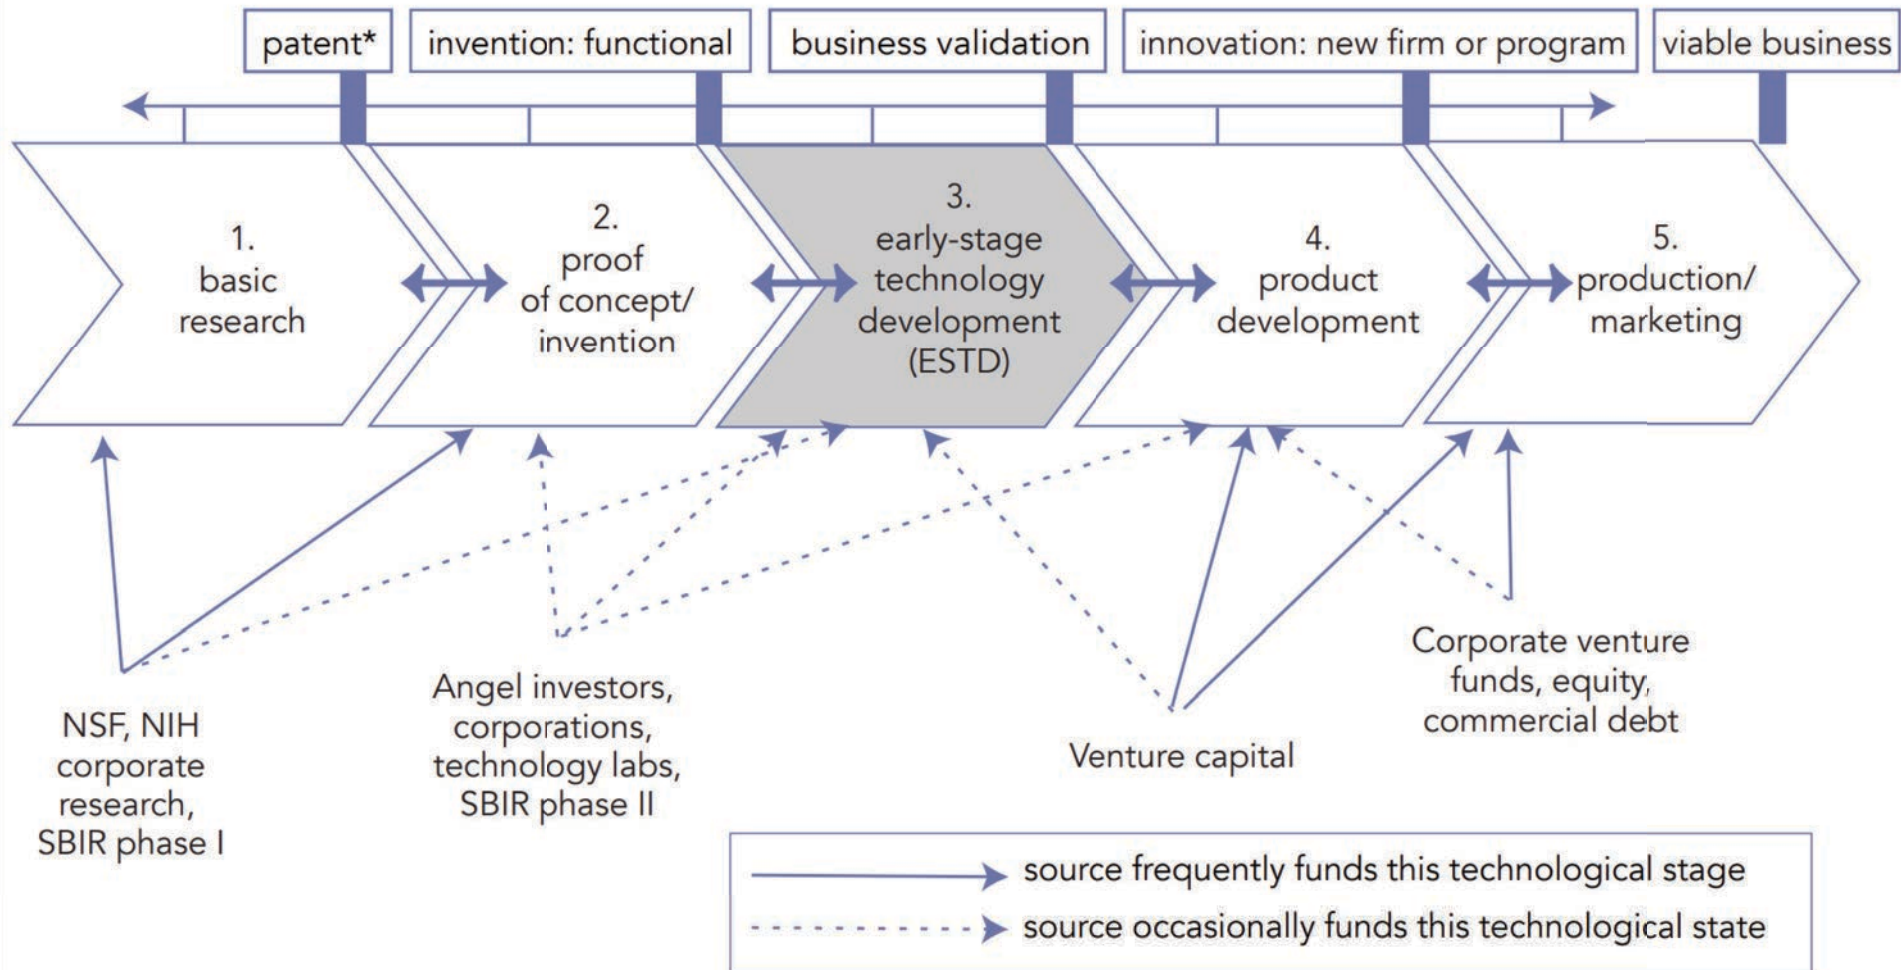 patent*
invention: functional
business validation
innovation: new firm or program
viable business
1.
basic
research
2.
proof
of concept/
invention
3.
early-stage
technology
development
(ESTD)
4.
product
development
5.
production/
marketing
NSF, NIH
corporate
research,
SBIR phase I
Angel investors,
corporations,
technology labs,
SBIR phase II
Venture capital
Corporate venture
funds, equity,
commercial debt
source frequently funds this technological stage
source occasionally funds this technological state